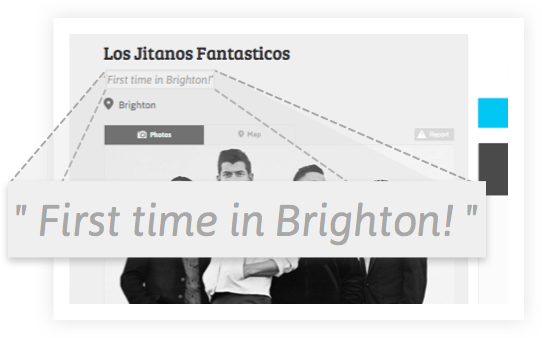 Los Jitanos Fantasticos
"First time in Brighton!"
Brighton
Photos
Map
Report
" First time in Brighton! "